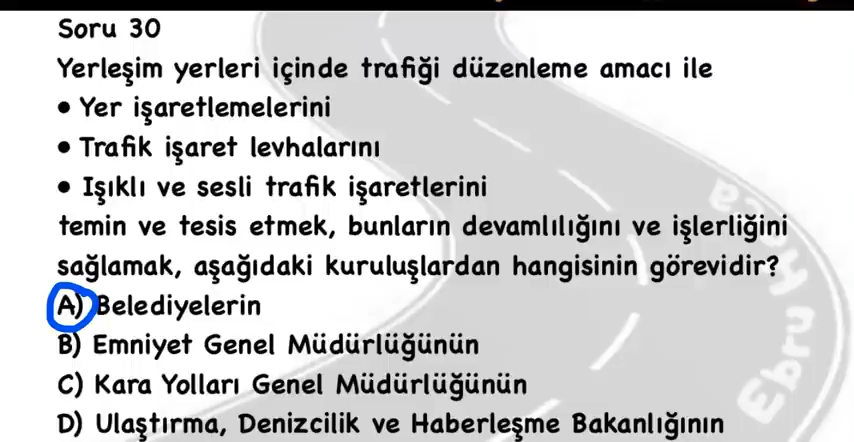 Soru 30
Yerleşim yerleri içinde trafiği düzenleme amacı ile
• Yer işaretlemelerini
• Trafik işaret levhalarını
• Işıklı ve sesli trafik işaretlerini
temin ve tesis etmek, bunların devamlılığını ve işlerliğini
sağlamak, aşağıdaki kuruluşlardan hangisinin görevidir?
A) Belediyelerin
B) Emniyet Genel Müdürlüğünün
C) Kara Yolları Genel Müdürlüğünün
D) Ulaştırma, Denizcilik ve Haberleşme Bakanlığının
Ebru Hoca